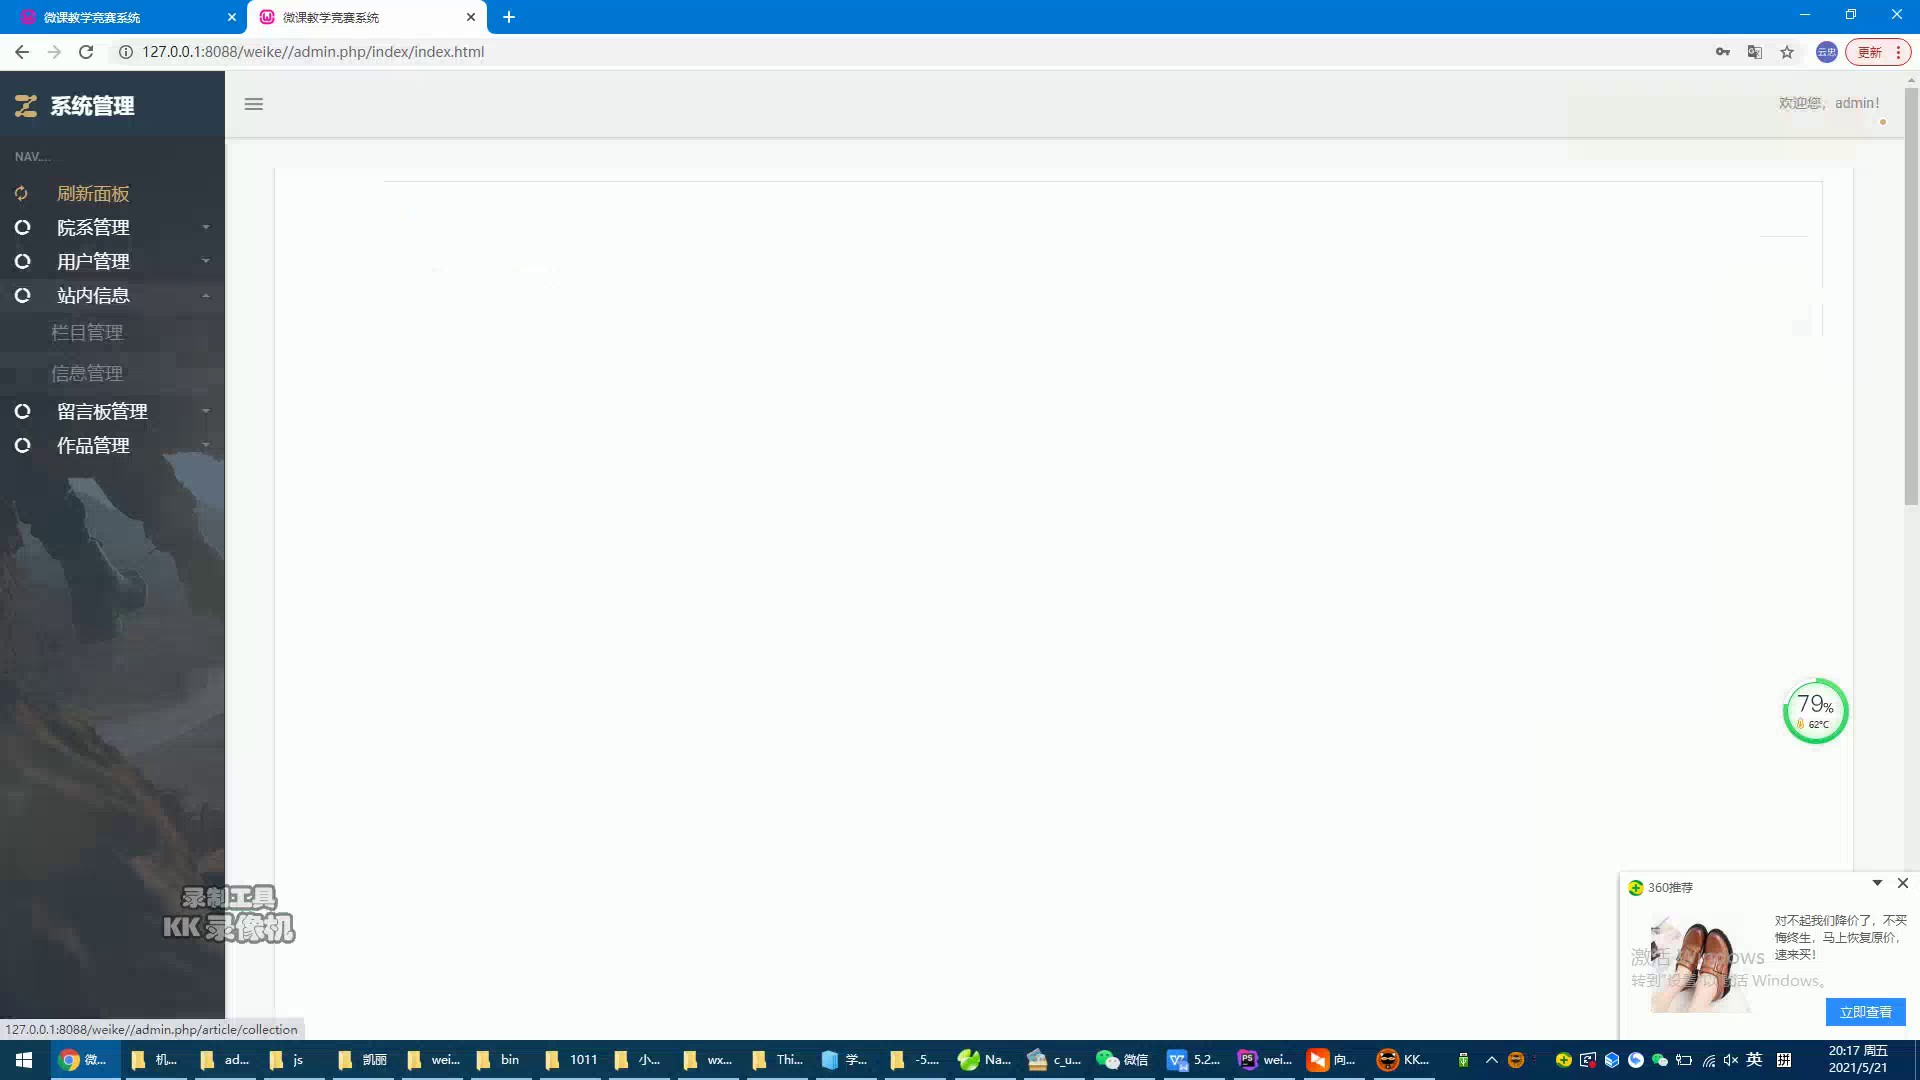 微课教学竞赛系统
微课教学竞赛系统
127.0.0.1:8088/weike//admin.php/index/index.html
云忠
更新
系统管理
欢迎您，admin！
NAV....
刷新面板
院系管理
用户管理
站内信息
栏目管理
信息管理
留言板管理
作品管理
79%
62°C
录制工具
KK 录像机
360推荐
对不起我们降价了，不买
悔终生，马上恢复原价，
速来买！
激活 Windows
转到"设置"以激活 Windows。
立即查看
127.0.0.1:8088/weike//admin.php/article/collection
微...
机...
ad...
js
凯丽
wei...
bin
1011
小...
wx...
Thi...
学...
-5....
Na...
c_u...
微信
5.2...
wei...
向...
KK...
英
拼
20:17 周五
2021/5/21